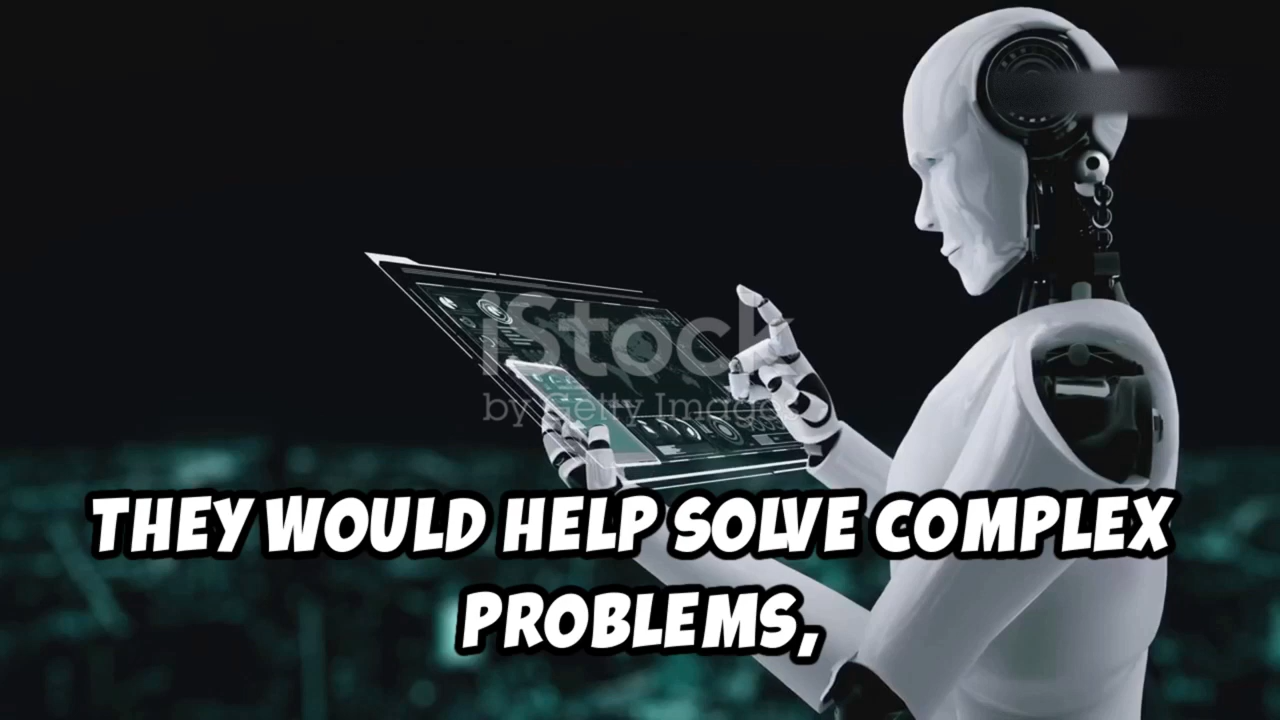 iStock
by Getty Images
THEY WOULD HELP SOLVE COMPLEX
PROBLEMS,